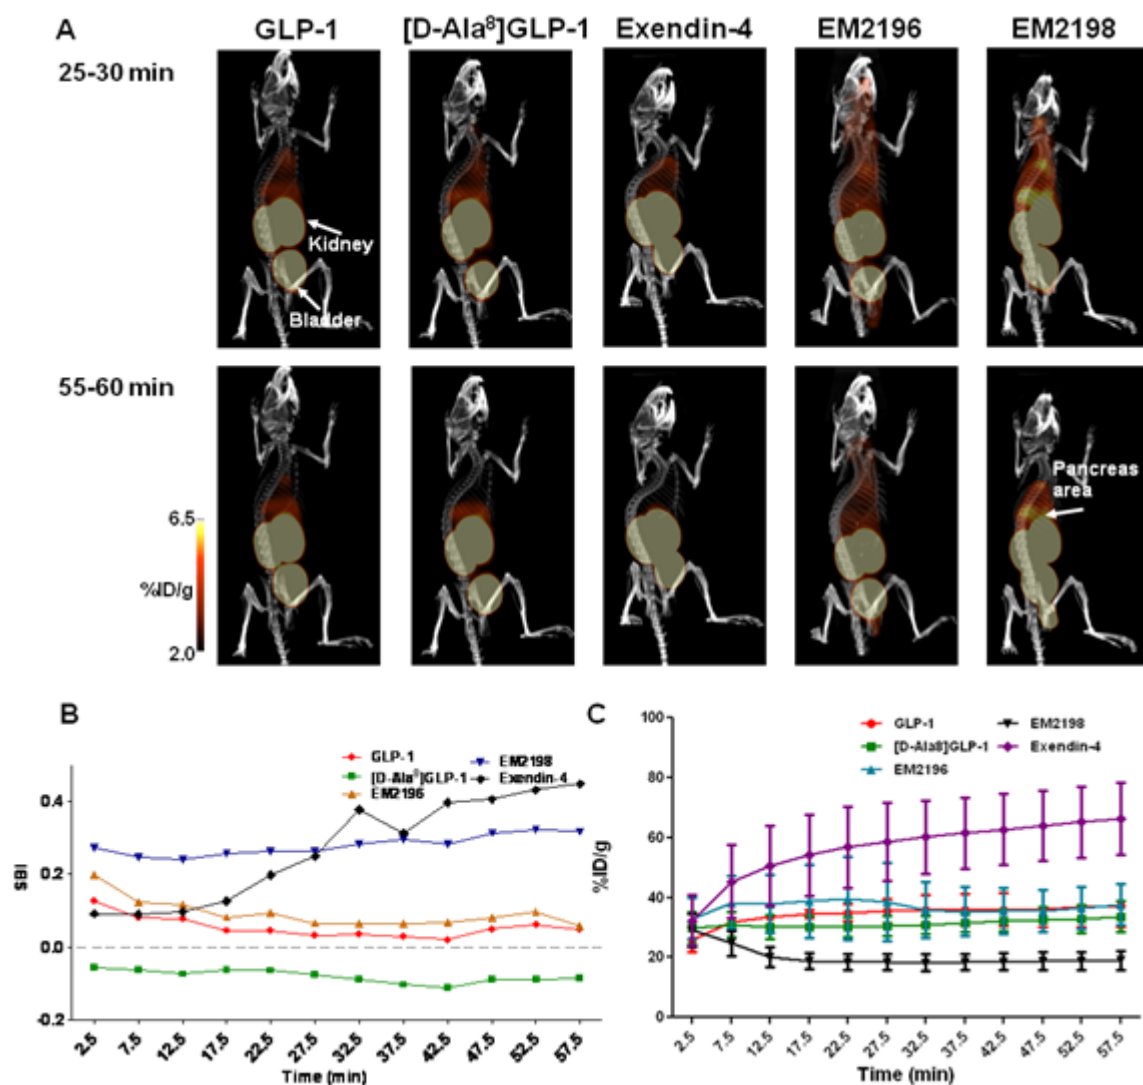 A
GLP-1
[D-Ala⁸]GLP-1
Exendin-4
EM2196
EM2198
25-30 min
Kidney
Bladder
55-60 min
Pancreas
area
6.5
%ID/g
2.0
B
GLP-1
[D-Ala⁸]GLP-1
EM2196
EM2198
Exendin-4
SBI
0.4
0.2
0.0
-0.2
2.5 7.5 12.5 17.5 22.5 27.5 32.5 37.5 42.5 47.5 52.5 57.5
Time (min)
C
GLP-1
[D-Ala8]GLP-1
EM2196
EM2198
Exendin-4
%ID/g
100
80
60
40
20
0
2.5 7.5 12.5 17.5 22.5 27.5 32.5 37.5 42.5 47.5 52.5 57.5
Time (min)